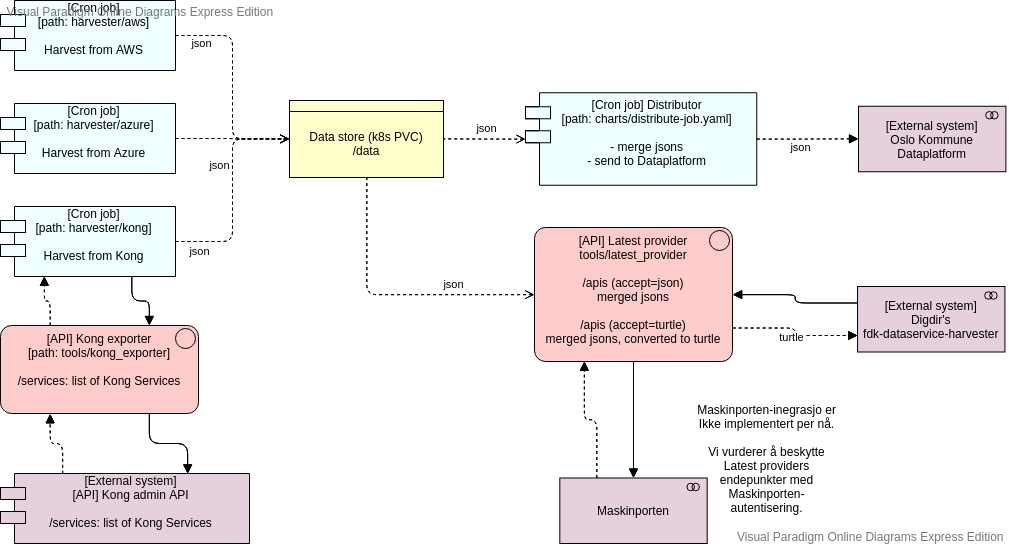 Visual Paradigm Online Diagrams Express Edition
[Cron job]
[path: harvester/aws]
Harvest from AWS
json
[Cron job]
[path: harvester/azure]
Harvest from Azure
json
[Cron job]
[path: harvester/kong]
Harvest from Kong
json
[API] Kong exporter
[path: tools/kong_exporter]
/services: list of Kong Services
[External system]
[API] Kong admin API
/services: list of Kong Services
Data store (k8s PVC)
/data
json
json
[Cron job] Distributor
[path: charts/distribute-job.yaml]
- merge jsons
- send to Dataplatform
json
[External system]
Oslo Kommune
Dataplatform
[API] Latest provider
tools/latest_provider
/apis (accept=json)
merged jsons
/apis (accept=turtle)
merged jsons, converted to turtle
turtle
[External system]
Digdir's
fdk-dataservice-harvester
Maskinporten
Maskinporten-inegrasjo er
Ikke implementert per nå.
Vi vurderer å beskytte
Latest providers
endepunkter med
Maskinporten-
autentisering.
Visual Paradigm Online Diagrams Express Edition